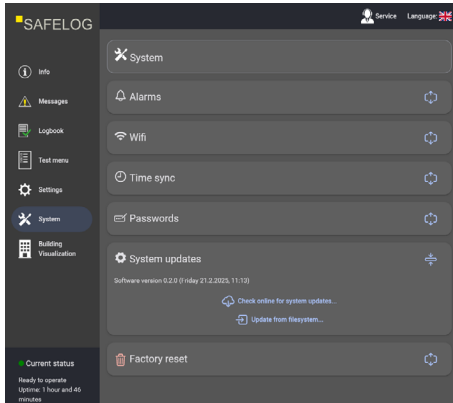 SAFELOG
Service Language:
Info
Messages
Logbook
Test menu
Settings
System
Building
Visualization
Current status
Ready to operate
Uptime: 1 hour and 46
minutes
System
Alarms
Wifi
Time sync
Passwords
System updates
Software version 0.2.0 (f riday 21.2.2025, 11:13)
Check online for system updates...
Update from filesystem...
Factory reset